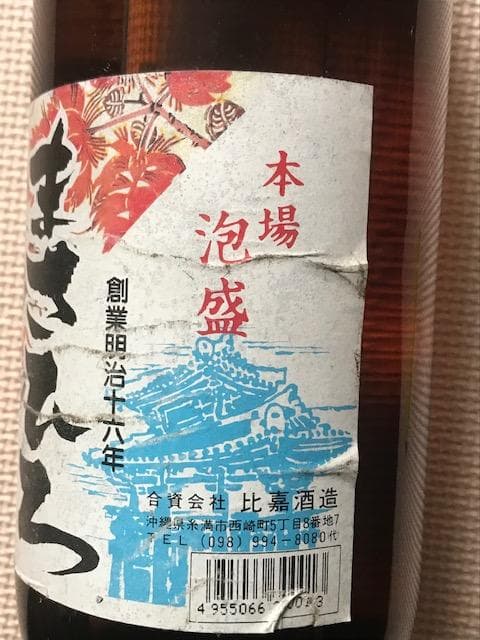 本場
泡盛
まさひろ
創業明治十六年
合資会社 比嘉酒造
沖縄県糸満市西崎町5丁目8番地7
TEL (098) 994-8080代
4 955066